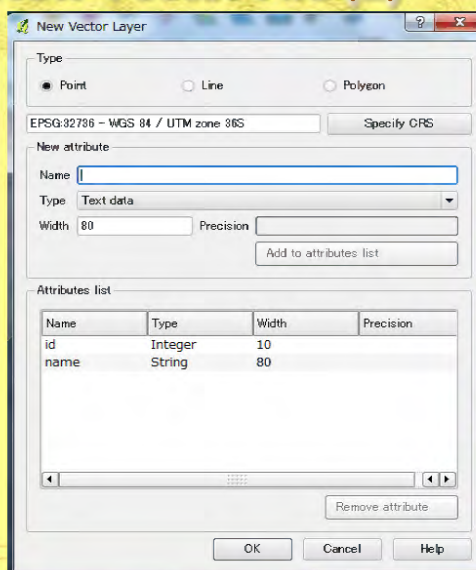 New Vector Layer
Type
Point Line Polygon
EPSG:32736 - WGS 84 / UTM zone 36S Specify CRS
New attribute
Name
Type Text data
Width 80 Precision
Add to attributes list
Attributes list
Name Type Width Precision
id Integer 10
name String 80
Remove attribute
OK Cancel Help